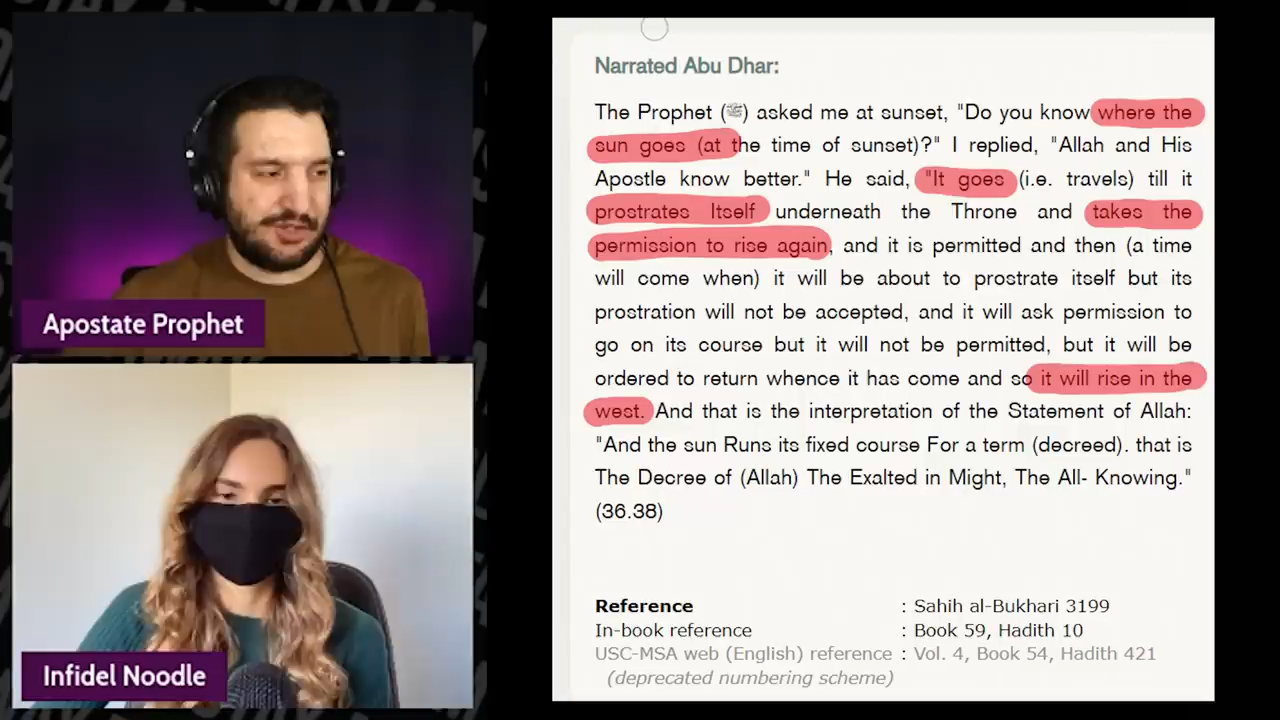 Apostate Prophet
Infidel Noodle
Narrated Abu Dhar:
The Prophet (ﷺ) asked me at sunset, "Do you know where the
sun goes (at the time of sunset)?" I replied, "Allah and His
Apostle know better." He said, "It goes (i.e. travels) till it
prostrates Itself underneath the Throne and takes the
permission to rise again, and it is permitted and then (a time
will come when) it will be about to prostrate itself but its
prostration will not be accepted, and it will ask permission to
go on its course but it will not be permitted, but it will be
ordered to return whence it has come and so it will rise in the
west. And that is the interpretation of the Statement of Allah:
"And the sun Runs its fixed course For a term (decreed). that is
The Decree of (Allah) The Exalted in Might, The All- Knowing."
(36.38)
Reference : Sahih al-Bukhari 3199
In-book reference : Book 59, Hadith 10
USC-MSA web (English) reference : Vol. 4, Book 54, Hadith 421
(deprecated numbering scheme)